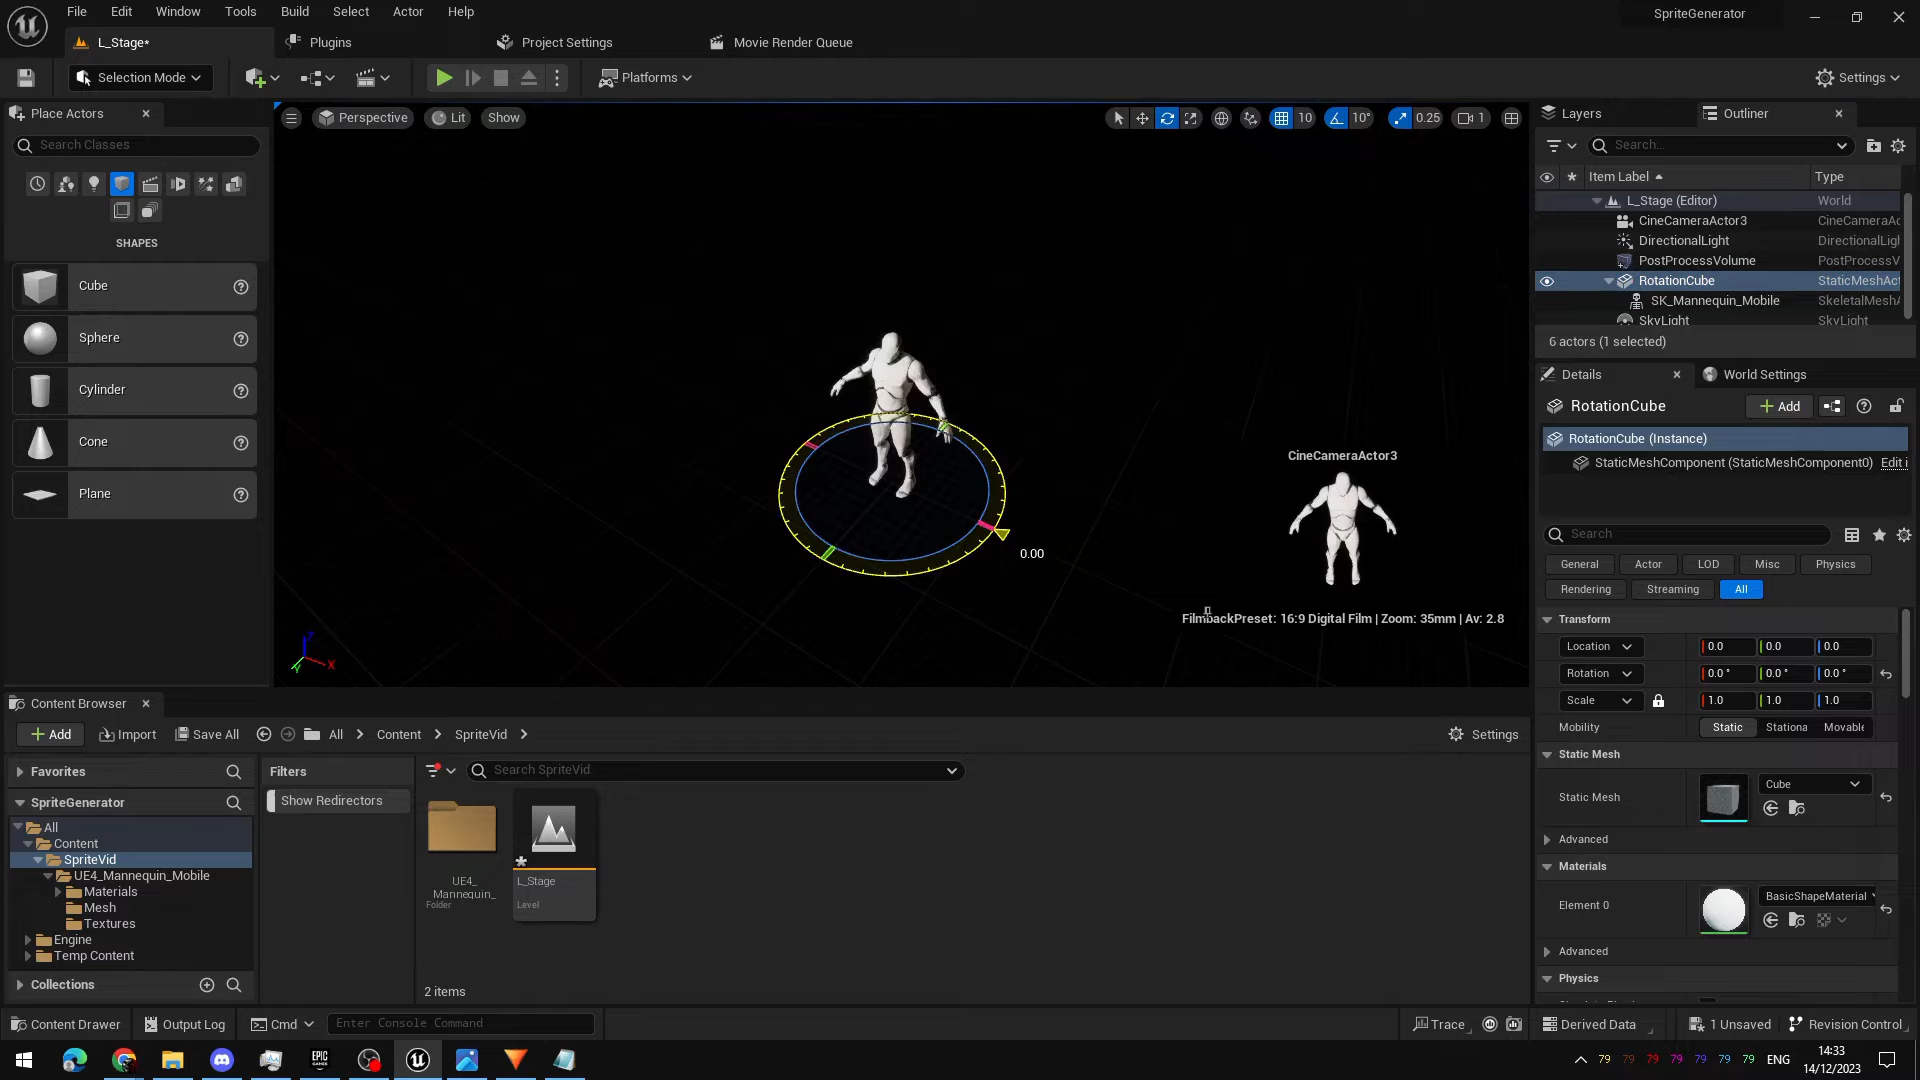 File Edit Window Tools Build Select Actor Help
SpriteGenerator
L_Stage*
Plugins
Project Settings
Movie Render Queue
Selection Mode
Platforms
Settings
Place Actors
Search Classes
SHAPES
Cube
Sphere
Cylinder
Cone
Plane
Perspective
Lit
Show
10
10°
0.25
1
0.00
CineCameraActor3
FilmbackPreset: 16:9 Digital Film | Zoom: 35mm | Av: 2.8
Z
X
Y
Layers
Outliner
Search...
Item Label
Type
L_Stage (Editor) World
CineCameraActor3 CineCameraAc
DirectionalLight DirectionalLigh
PostProcessVolume PostProcessV
RotationCube StaticMeshAct
SK_Mannequin_Mobile SkeletalMeshA
SkyLight SkyLight
6 actors (1 selected)
Details
World Settings
RotationCube
Add
RotationCube (Instance)
StaticMeshComponent (StaticMeshComponent0) Edit i
Search
General Actor LOD Misc Physics
Rendering Streaming All
Transform
Location 0.0 0.0 0.0
Rotation 0.0 ° 0.0 ° 0.0 °
Scale 1.0 1.0 1.0
Mobility Static Stationa Movable
Static Mesh
Static Mesh
Cube
Advanced
Materials
Element 0
BasicShapeMaterial
Advanced
Physics
Content Browser
Add
Import
Save All
All
Content
SpriteVid
Settings
Favorites
SpriteGenerator
All
Content
SpriteVid
UE4_Mannequin_Mobile
Materials
Mesh
Textures
Engine
Temp Content
Collections
Filters
Show Redirectors
Search SpriteVid
UE4_
Mannequin_
Folder
L_Stage
Level
2 items
Content Drawer
Output Log
Cmd
Enter Console Command
Trace
Derived Data
1 Unsaved
Revision Control
EPIC
GAMES
79 79 79 79 79 79 79
ENG
14:33
14/12/2023